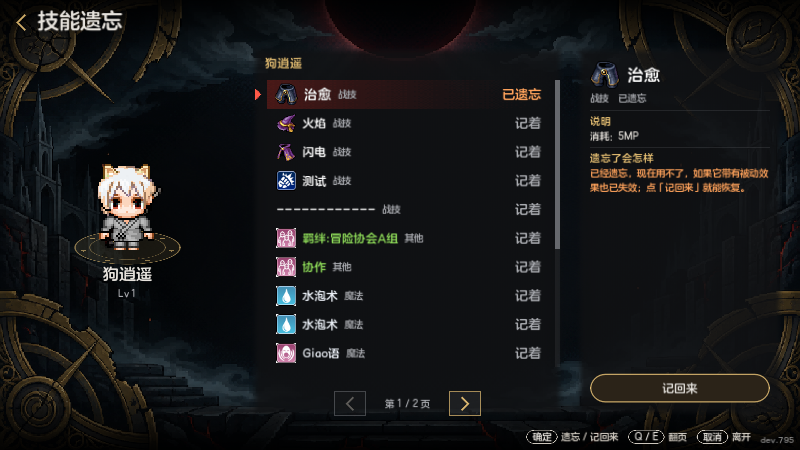 技能遗忘
狗逍遥
治愈 战技 已遗忘
火焰 战技 记着
闪电 战技 记着
测试 战技 记着
------------ 战技 记着
羁绊:冒险协会A组 其他 记着
协作 其他 记着
水泡术 魔法 记着
水泡术 魔法 记着
Giao语 魔法 记着
第 1 / 2 页
狗逍遥
Lv1
治愈
战技 已遗忘
说明
消耗: 5MP
遗忘了会怎样
已经遗忘，现在用不了，如果它带有被动效
果也已失效；点「记回来」就能恢复。
记回来
确定 遗忘 / 记回来 Q / E 翻页 取消 离开
dev.795